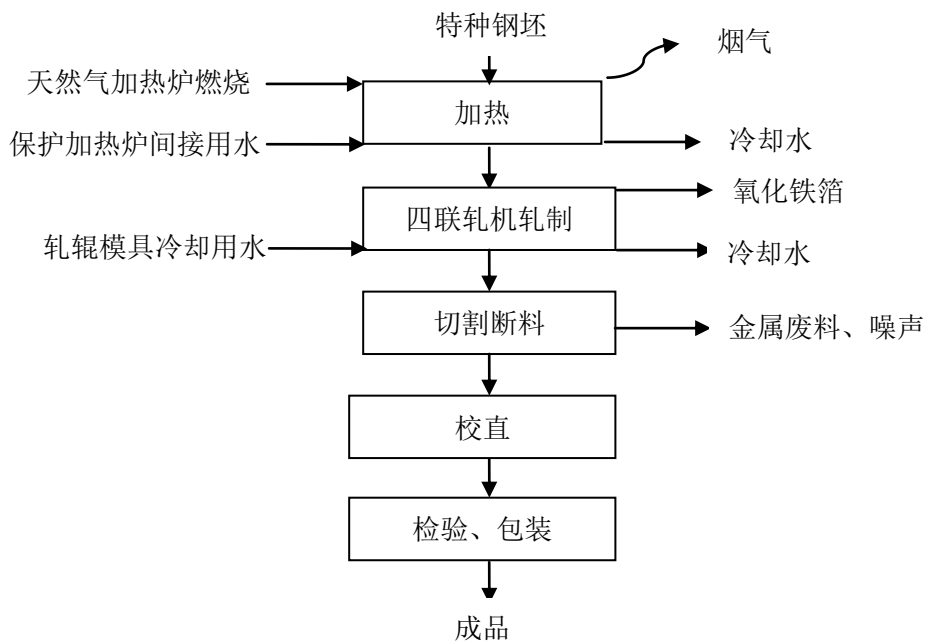 特种钢坯
烟气
天然气加热炉燃烧
加热
保护加热炉间接用水
冷却水
氧化铁箔
四联轧机轧制
轧辊模具冷却用水
冷却水
切割断料
金属废料、噪声
校直
检验、包装
成品